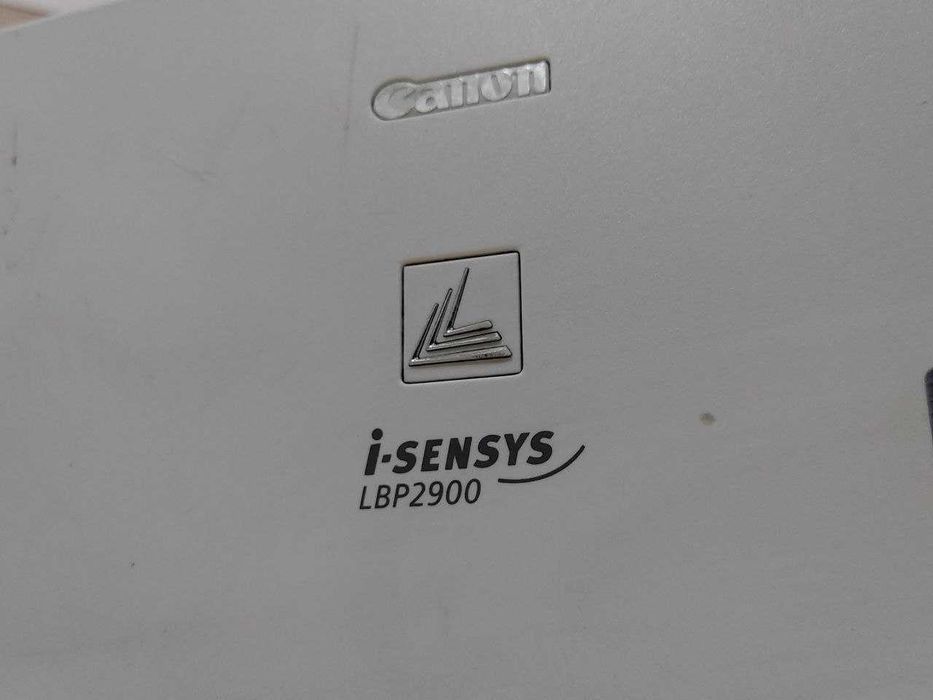 Canon
i-SENSYS
LBP2900